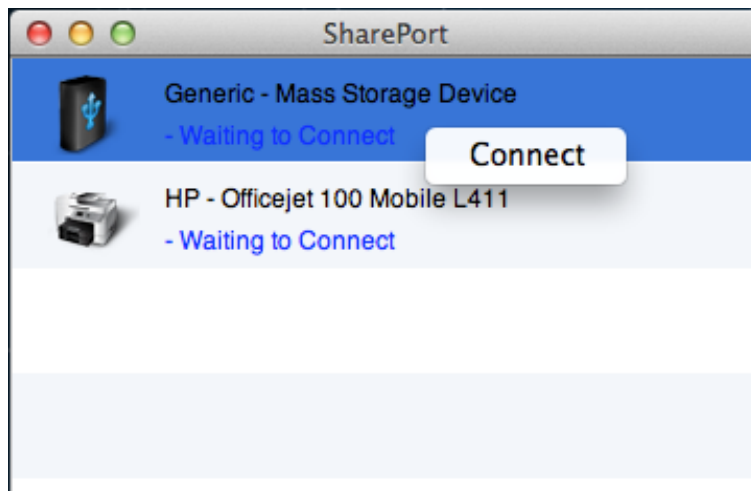 SharePort
Generic - Mass Storage Device
- Waiting to Connect
Connect
HP - Officejet 100 Mobile L411
- Waiting to Connect